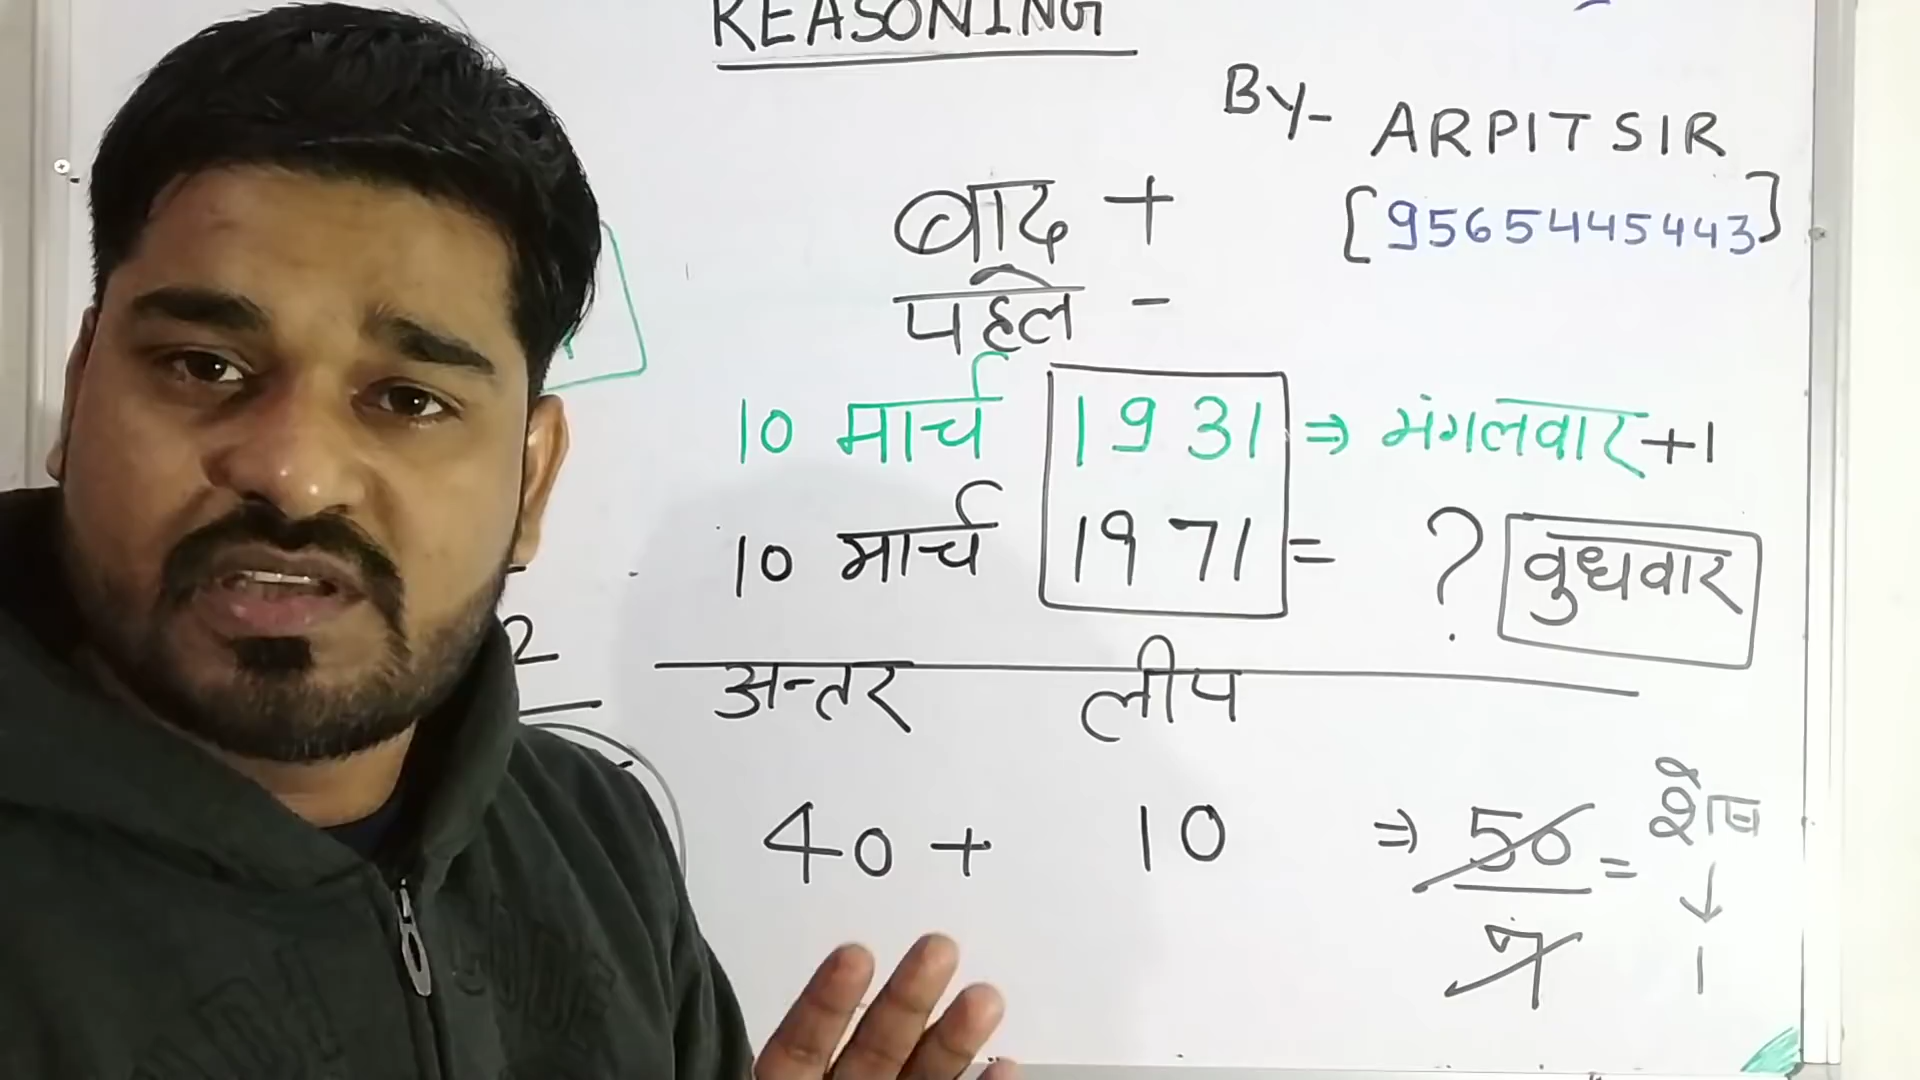 REASONING
By- ARPIT SIR
[9565445443]
बाद +
पहले -
10 मार्च 1931 ⇒ मंगलवार +1
10 मार्च 1971 = ? बुधवार
2
अन्तर लीप
40 + 10 ⇒ 50 = शेष
↓
7 1